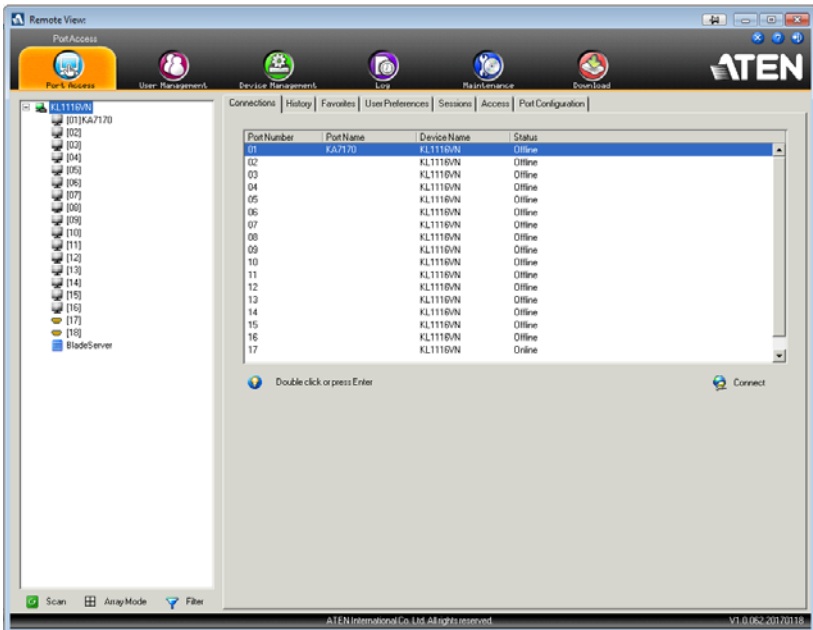 Remote View:
PortAccess
Port Access
User Management
Device Management
Log
Maintenance
Download
ATEN
KL1116VN
[01]KA7170
[02]
[03]
[04]
[05]
[06]
[07]
[08]
[09]
[10]
[11]
[12]
[13]
[14]
[15]
[16]
[17]
[18]
BladeServer
Connections History Favorites User Preferences Sessions Access Port Configuration
Port Number Port Name Device Name Status
01 KA7170 KL1116VN Offline
02 KL1116VN Offline
03 KL1116VN Offline
04 KL1116VN Offline
05 KL1116VN Offline
06 KL1116VN Offline
07 KL1116VN Offline
08 KL1116VN Offline
09 KL1116VN Offline
10 KL1116VN Offline
11 KL1116VN Offline
12 KL1116VN Offline
13 KL1116VN Offline
14 KL1116VN Offline
15 KL1116VN Offline
16 KL1116VN Offline
17 KL1116VN Online
Double click or press Enter
Connect
Scan Array Mode Filter
ATEN International Co. Ltd. All rights reserved.
V1.0.062.20170118